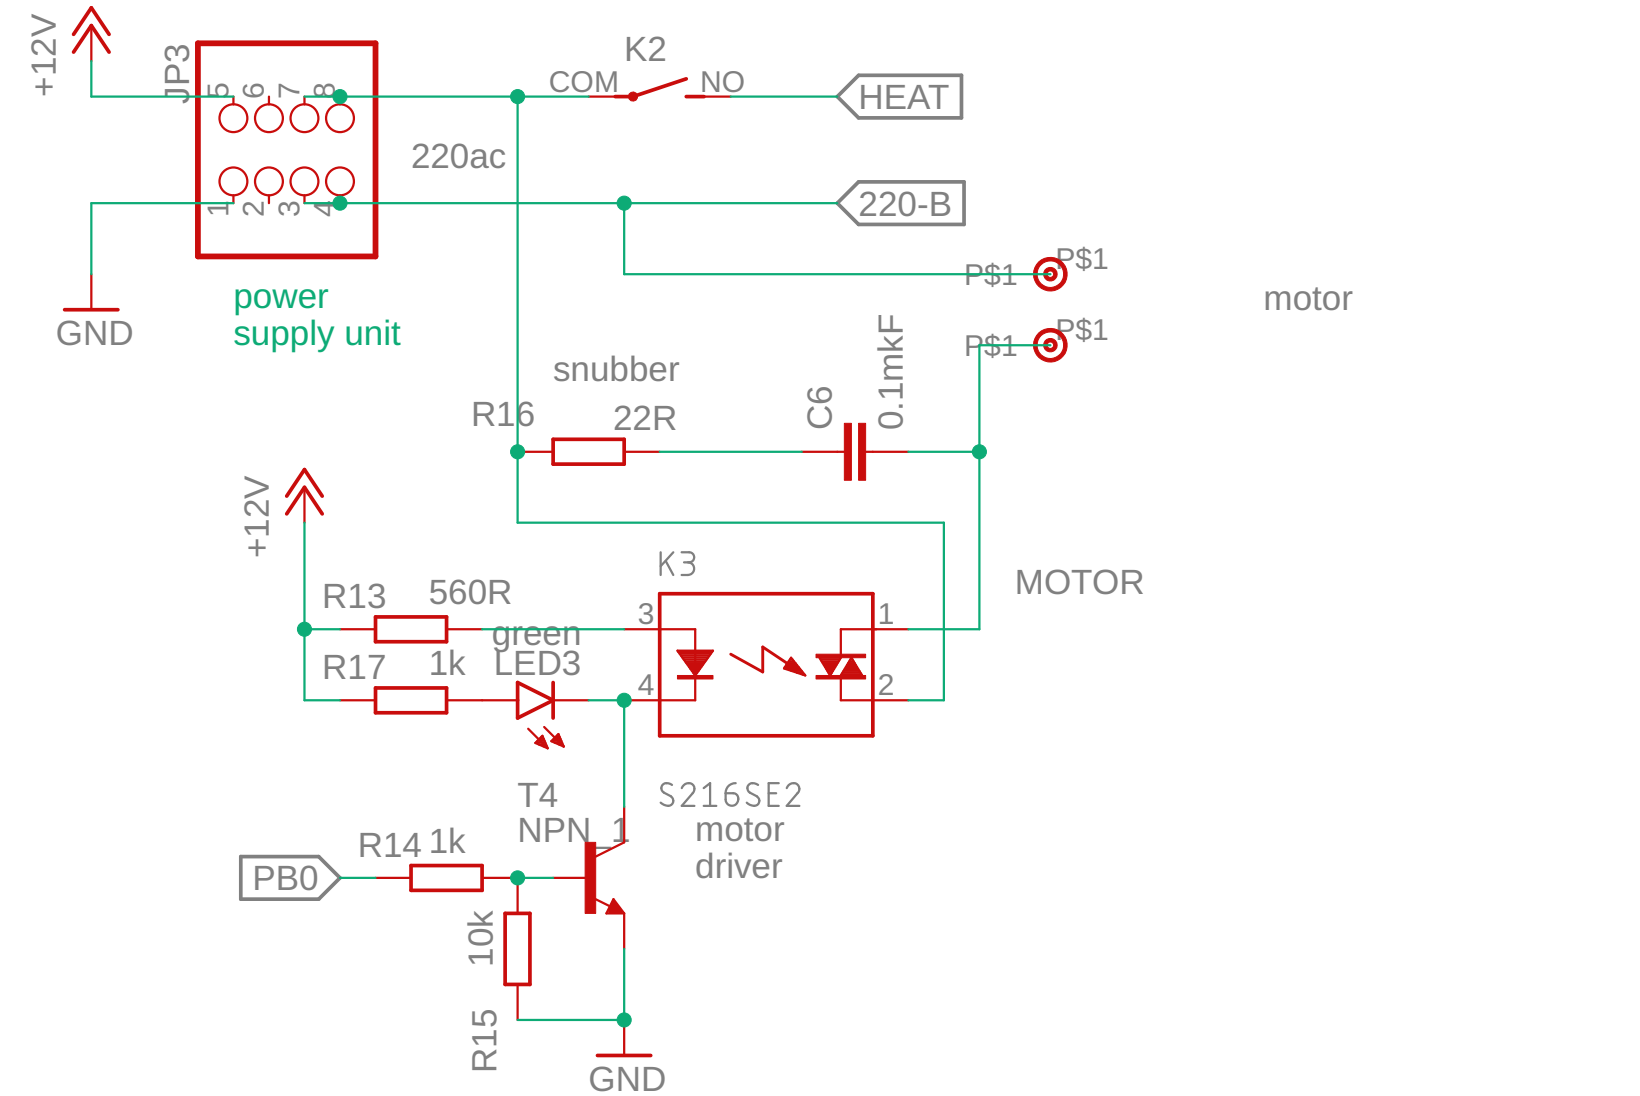 +12V
JP3
5 6 7 8
1 2 3 4
K2
COM
NO
HEAT
220ac
220-B
P$1
P$1
P$1
P$1
motor
GND
power
supply unit
snubber
R16
22R
C6
0.1mkF
+12V
K3
MOTOR
R13
560R
3
1
green
LED3
R17
1k
4
2
S216SE2
motor
driver
T4
NPN_1
R14
1k
PB0
10k
R15
GND